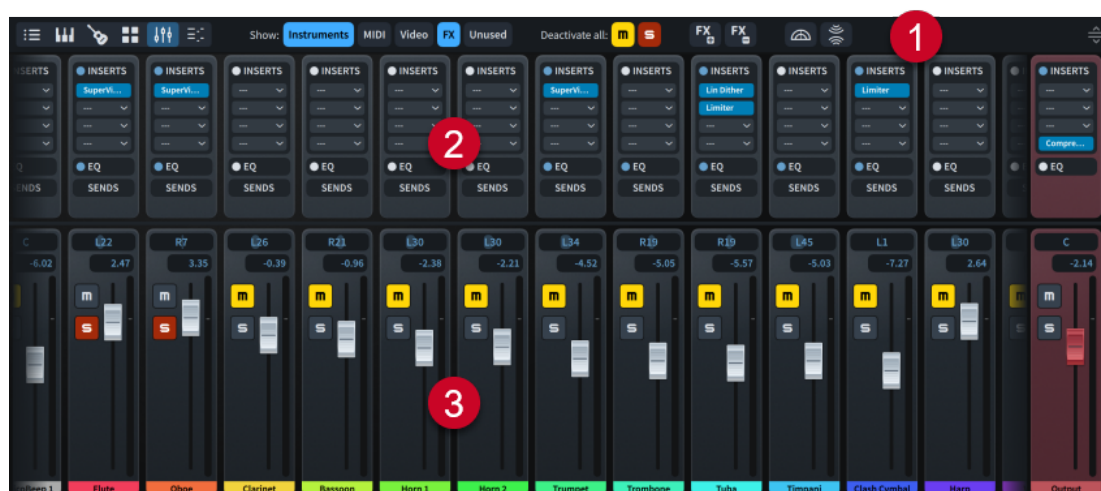 Show: Instruments MIDI Video FX Unused Deactivate all: m s FX FX 1
INSERTS INSERTS INSERTS INSERTS INSERTS INSERTS INSERTS INSERTS INSERTS INSERTS INSERTS INSERTS INSERTS
SuperVi... SuperVi... --- --- --- --- SuperVi... --- Lin Dither --- Limiter --- ---
--- --- --- --- --- --- --- --- Limiter --- --- --- ---
--- --- --- --- --- --- --- --- --- --- --- --- ---
--- --- --- --- --- --- --- --- --- --- --- --- Compre...
2
EQ EQ EQ EQ EQ EQ EQ EQ EQ EQ EQ EQ EQ
ENDS SENDS SENDS SENDS SENDS SENDS SENDS SENDS SENDS SENDS SENDS SENDS SENDS
C L22 R7 L26 R21 L30 L30 L34 R19 R19 L45 L1 L30 C
-6.02 2.47 3.35 -0.39 -0.96 -2.38 -2.21 -4.52 -5.05 -5.57 -5.03 -7.27 2.64 -2.14
m m m m m m m m m m m m m
s s s s s s s s s s s s s
3
Flute Oboe Clarinet Bassoon Horn 1 Horn 2 Trumpet Trombone Tuba Timpani Clash Cymbal Harp Output